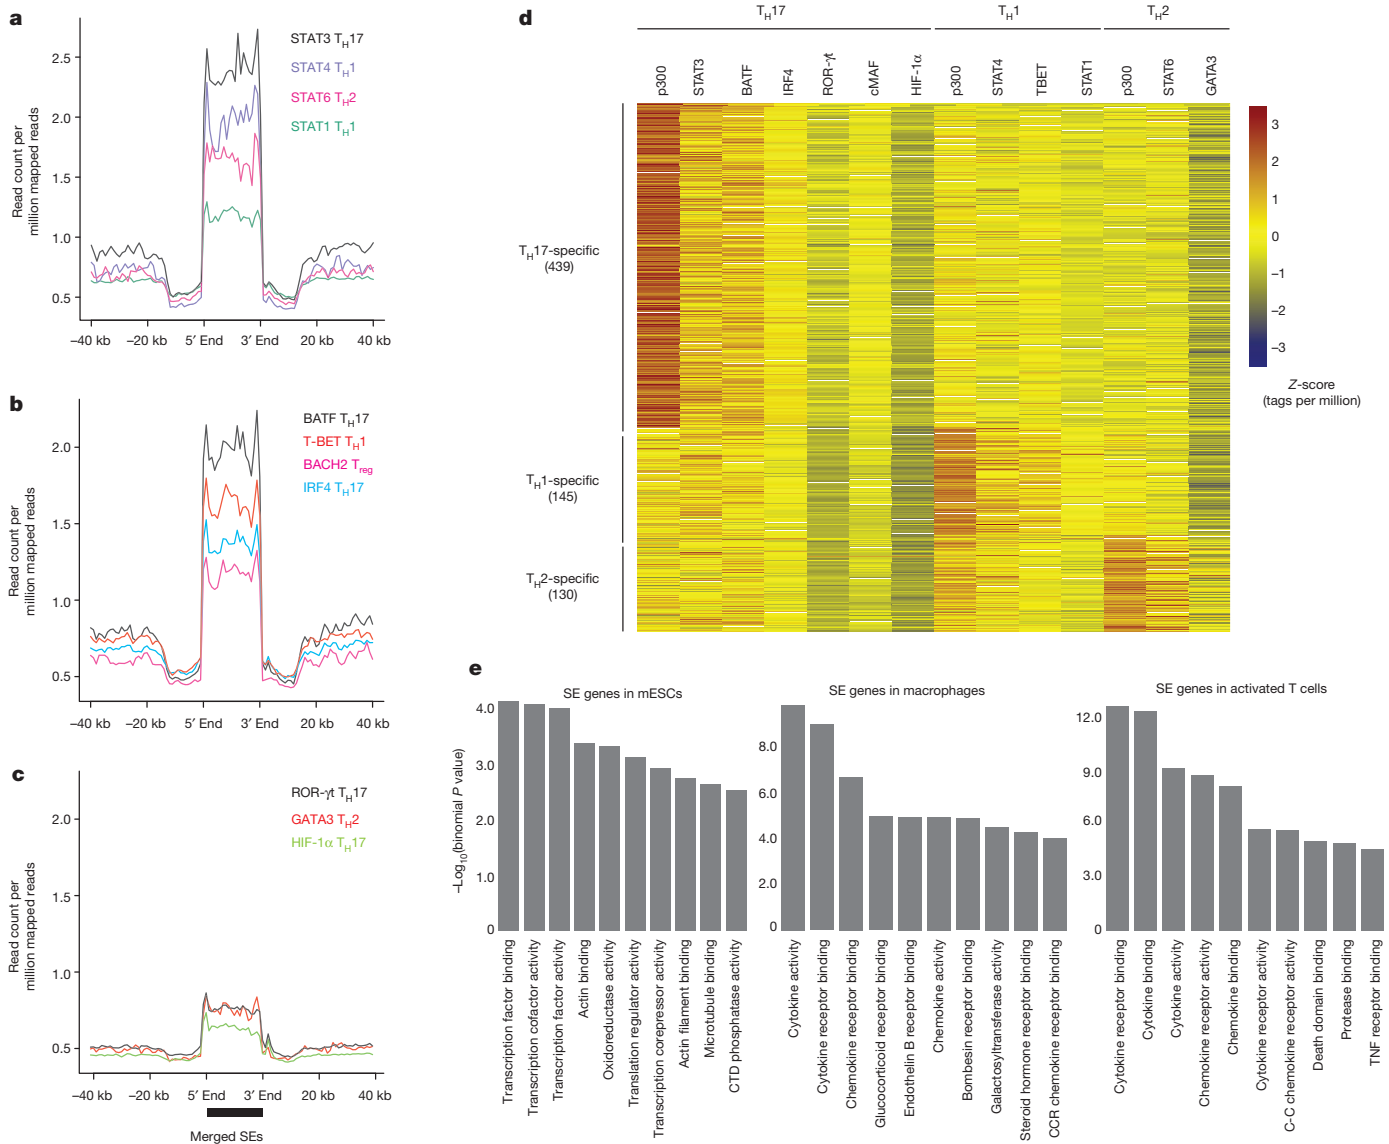 a
STAT3 TH17
STAT4 TH1
STAT6 TH2
STAT1 TH1
Read count per
million mapped reads
2.5
2.0
1.5
1.0
0.5
−40 kb −20 kb 5′ End 3′ End 20 kb 40 kb
b
BATF TH17
T-BET TH1
BACH2 Treg
IRF4 TH17
Read count per
million mapped reads
2.0
1.5
1.0
0.5
−40 kb −20 kb 5′ End 3′ End 20 kb 40 kb
c
ROR-γt TH17
GATA3 TH2
HIF-1α TH17
Read count per
million mapped reads
2.0
1.5
1.0
0.5
−40 kb −20 kb 5′ End 3′ End 20 kb 40 kb
Merged SEs
d
TH17 TH1 TH2
p300 STAT3 BATF IRF4 ROR-γt cMAF HIF-1α p300 STAT4 TBET STAT1 p300 STAT6 GATA3
TH17-specific
(439)
TH1-specific
(145)
TH2-specific
(130)
3
2
1
0
−1
−2
−3
Z-score
(tags per million)
e
SE genes in mESCs
−Log10(binomial P value)
4.0
3.0
2.0
1.0
0
Transcription factor binding
Transcription cofactor activity
Transcription factor activity
Actin binding
Oxidoreductase activity
Translation regulator activity
Transcription corepressor activity
Actin filament binding
Microtubule binding
CTD phosphatase activity
SE genes in macrophages
8.0
6.0
4.0
2.0
0
Cytokine activity
Cytokine receptor binding
Chemokine receptor binding
Glucocorticoid receptor binding
Endothelin B receptor binding
Chemokine activity
Bombesin receptor binding
Galactosyltransferase activity
Steroid hormone receptor binding
CCR chemokine receptor binding
SE genes in activated T cells
12.0
9.0
6.0
3.0
0
Cytokine receptor binding
Cytokine binding
Cytokine activity
Chemokine receptor activity
Chemokine binding
Cytokine receptor activity
C-C chemokine receptor activity
Death domain binding
Protease binding
TNF receptor binding